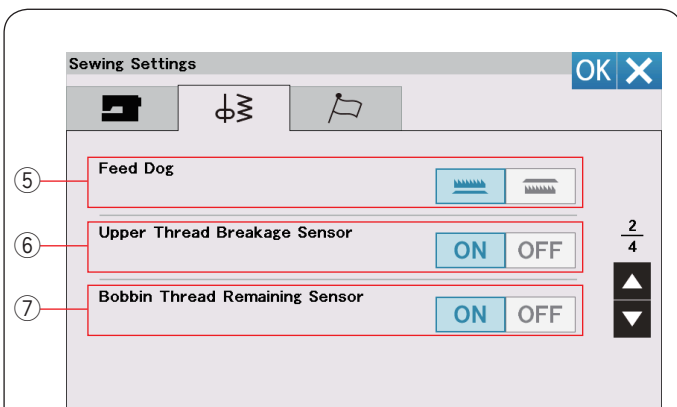 Sewing Settings
OK
⑤ Feed Dog
⑥ Upper Thread Breakage Sensor
ON OFF
2
4
⑦ Bobbin Thread Remaining Sensor
ON OFF